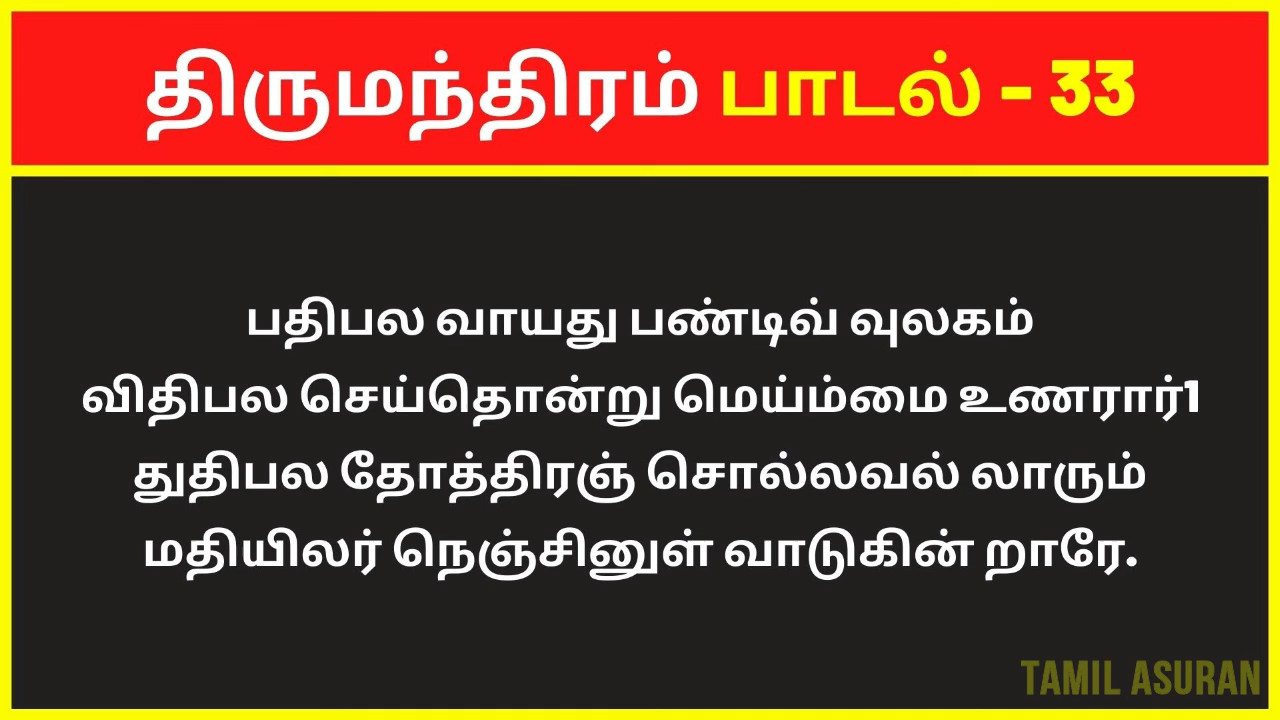 திருமந்திரம் பாடல் - 33
பதிபல வாயது பண்டிவ் வுலகம்
விதிபல செய்தொன்று மெய்ம்மை உணரார்1
துதிபல தோத்திரஞ் சொல்லவல் லாரும்
மதியிலர் நெஞ்சினுள் வாடுகின் றாரே.
TAMIL ASURAN